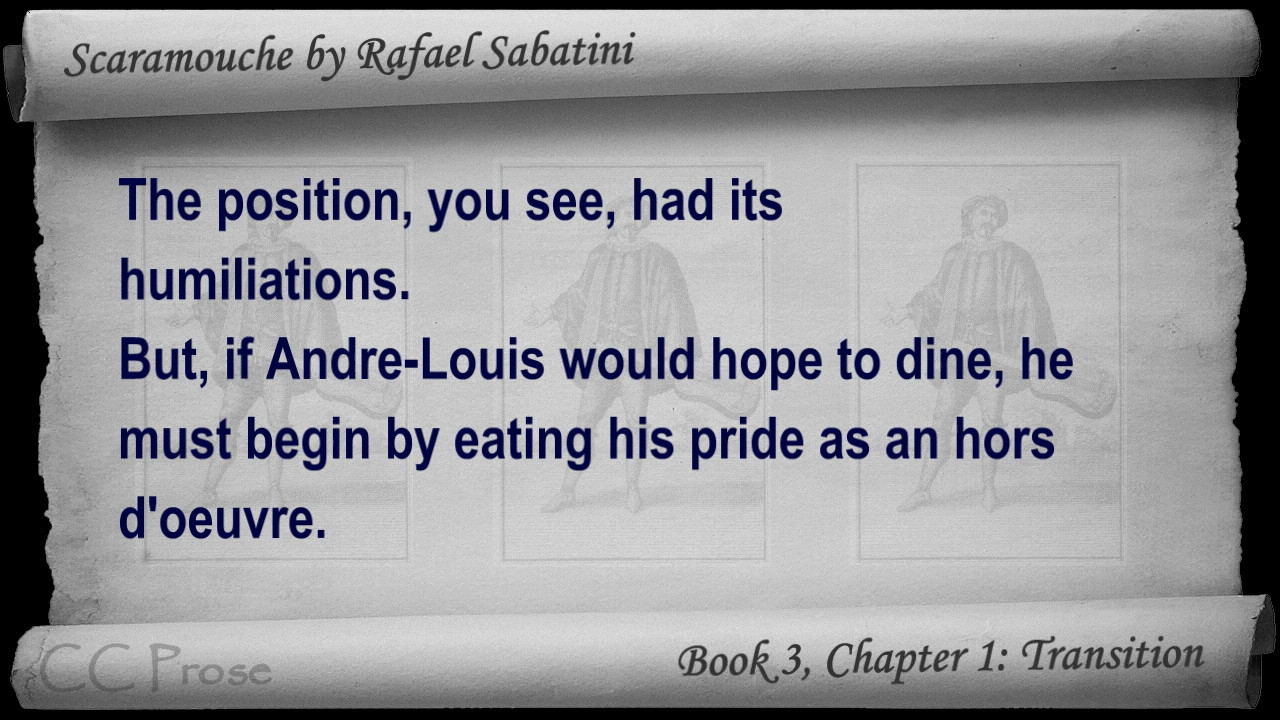 Scaramouche by Rafael Sabatini
The position, you see, had its
humiliations.
But, if Andre-Louis would hope to dine, he
must begin by eating his pride as an hors
d'oeuvre.
CC Prose
Book 3, Chapter 1: Transition